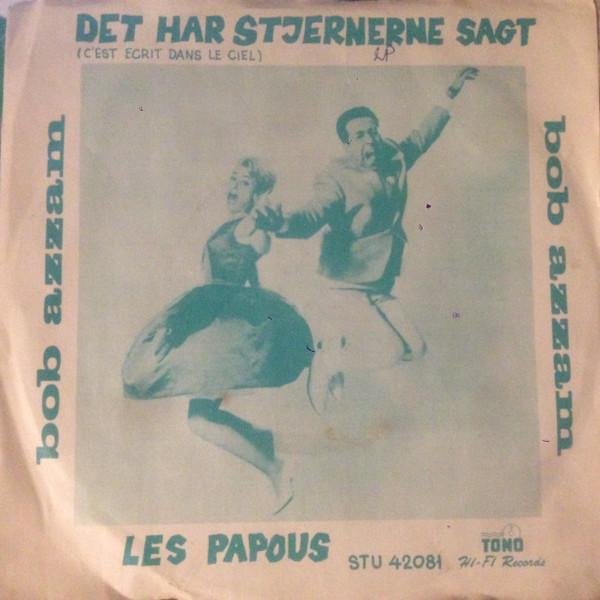 DET HAR STJERNERNE SAGT
(C'EST ECRIT DANS LE CIEL)
bob azzam
bob azzam
LES PAPOUS
STU 42081
TONO
HI-FI Records